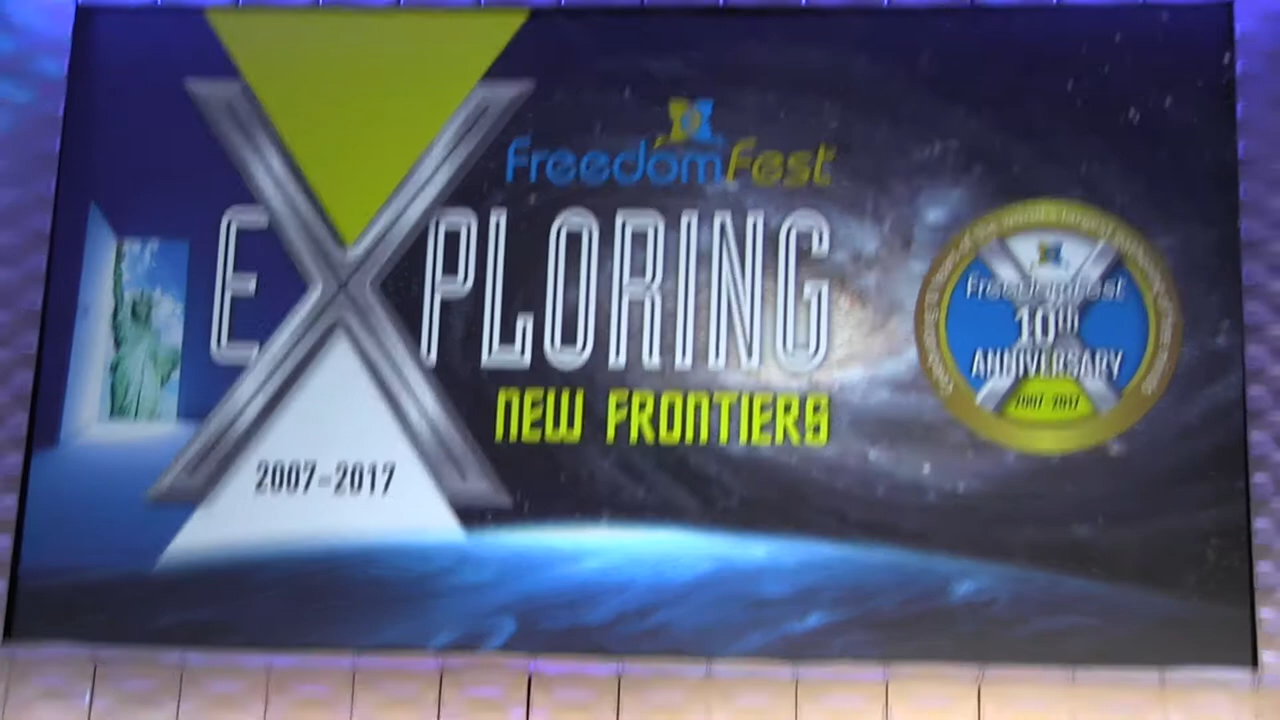 FreedomFest
EXPLORING
NEW FRONTIERS
2007-2017
FreedomFest
10TH
ANNIVERSARY
2007-2017